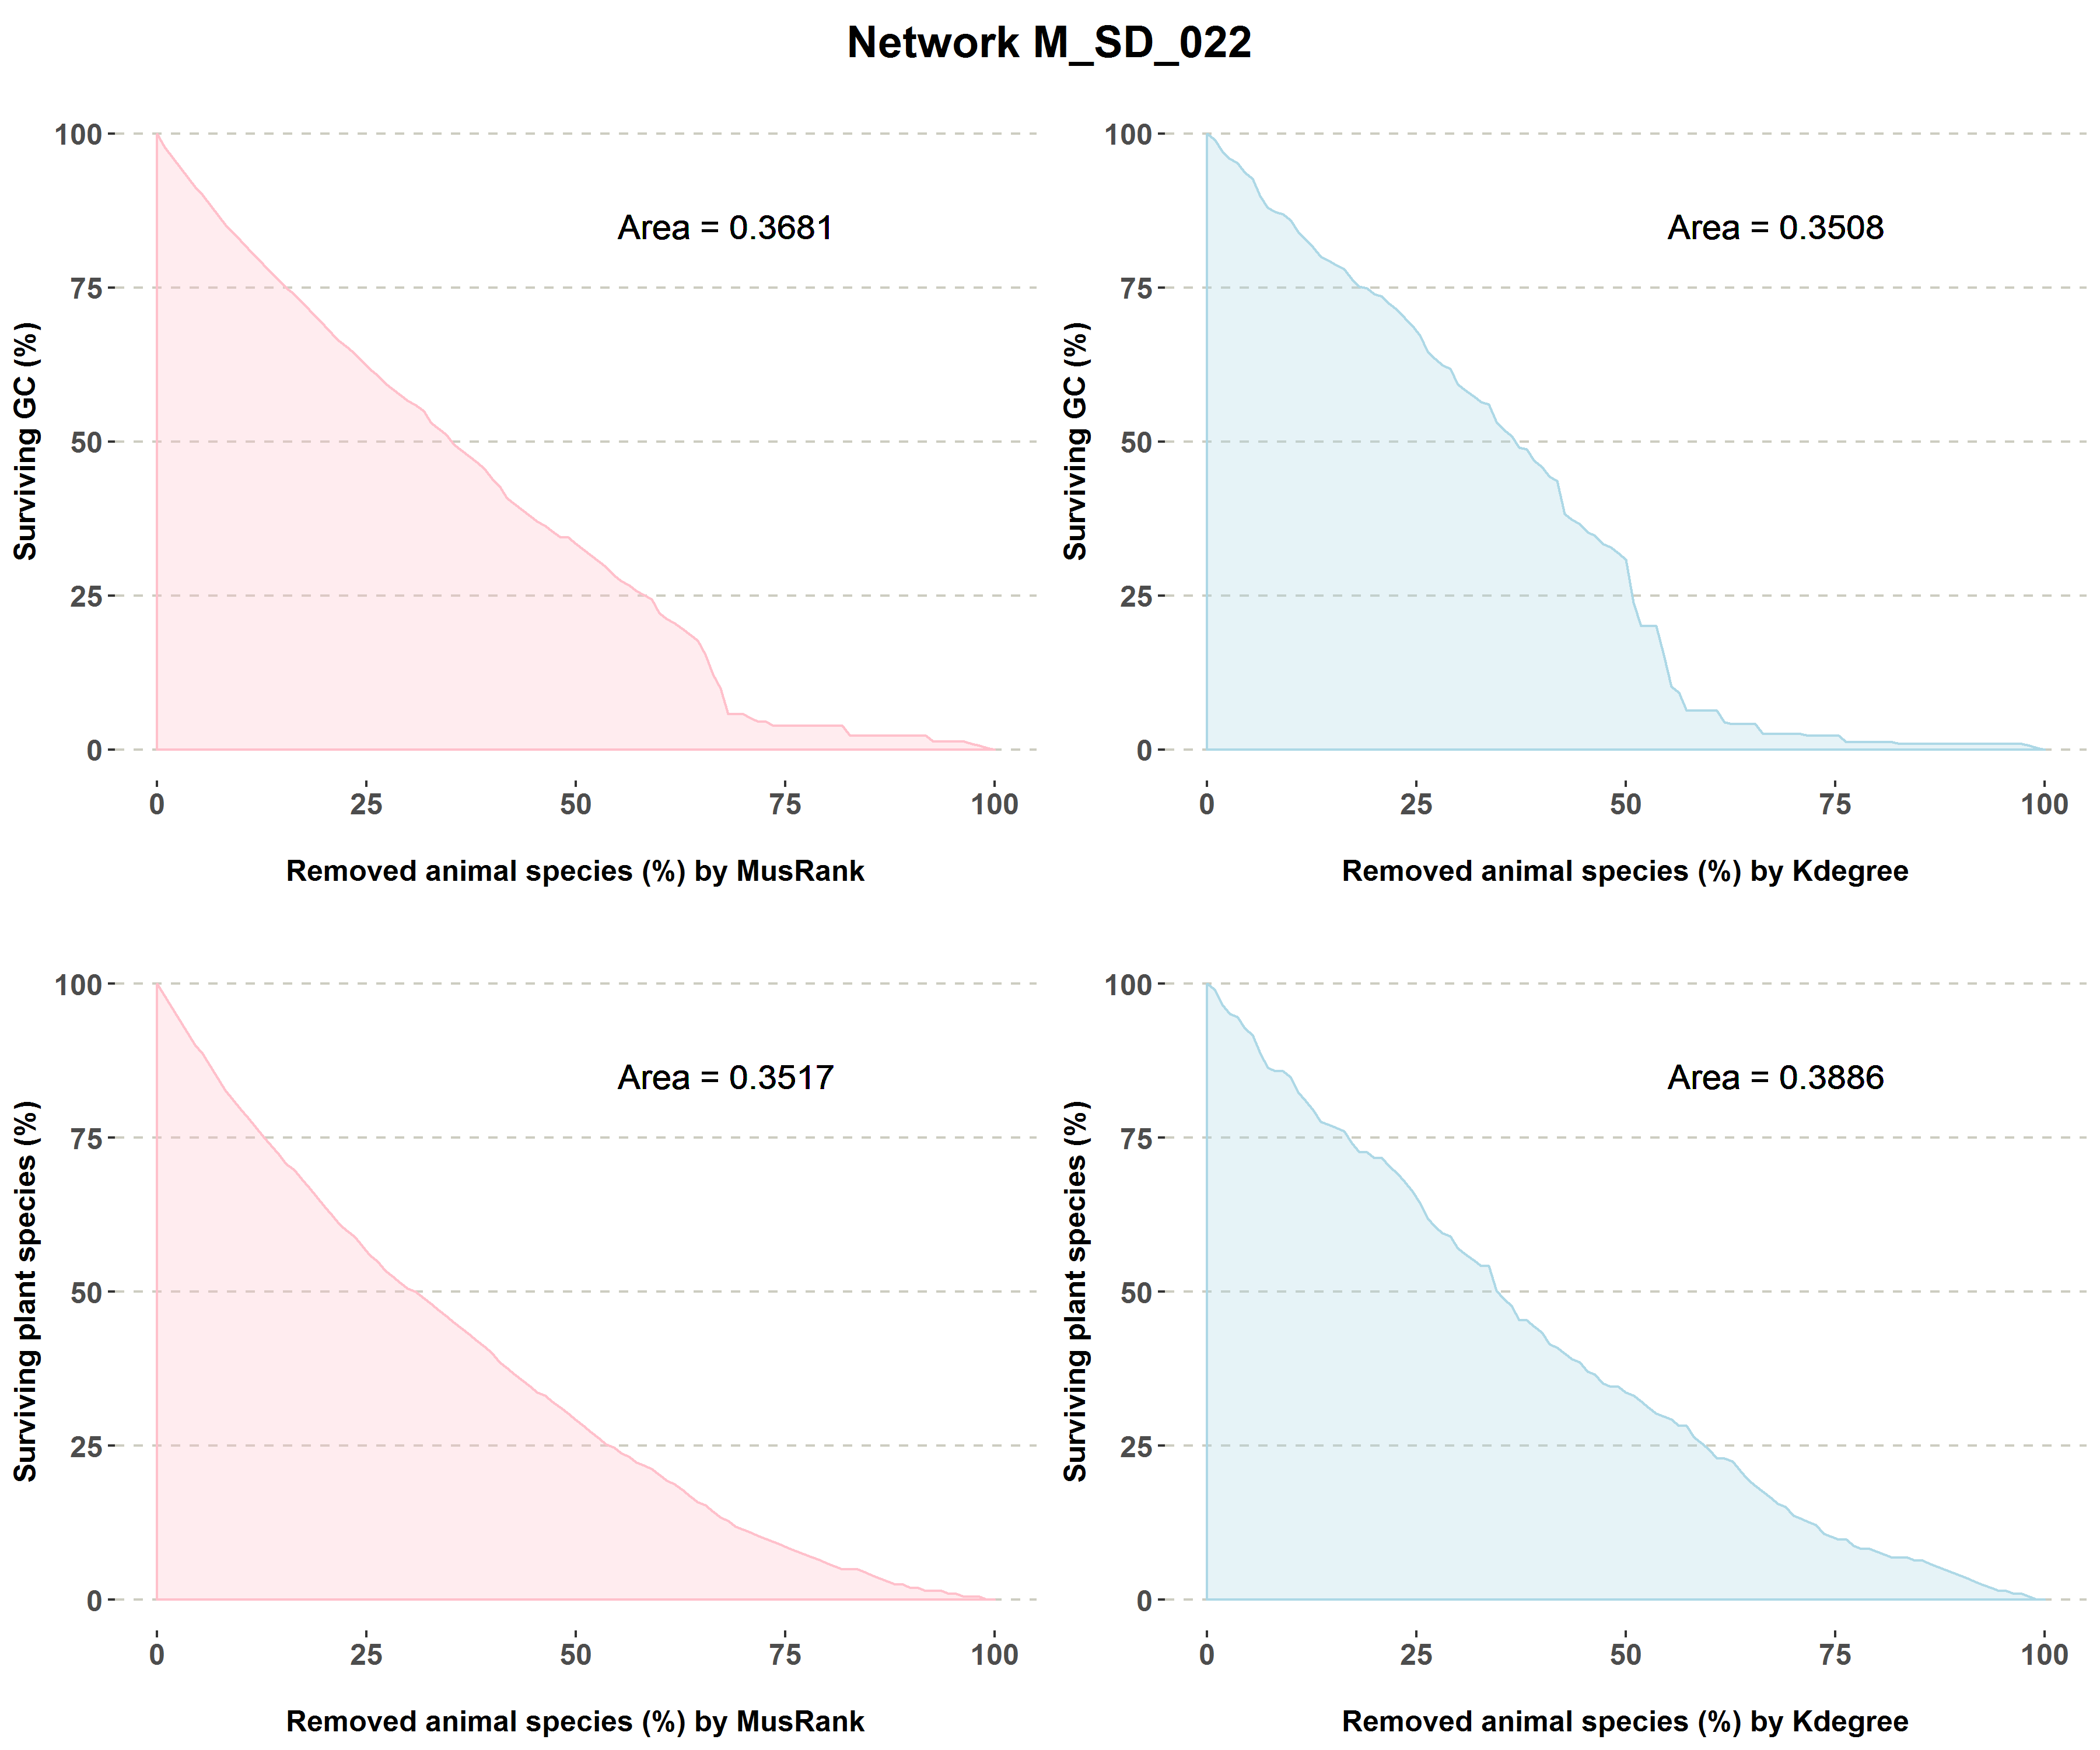 Network M_SD_022
100
75
50
25
0
Surviving GC (%)
Area = 0.3681
0 25 50 75 100
Removed animal species (%) by MusRank
100
75
50
25
0
Surviving GC (%)
Area = 0.3508
0 25 50 75 100
Removed animal species (%) by Kdegree
100
75
50
25
0
Surviving plant species (%)
Area = 0.3517
0 25 50 75 100
Removed animal species (%) by MusRank
100
75
50
25
0
Surviving plant species (%)
Area = 0.3886
0 25 50 75 100
Removed animal species (%) by Kdegree